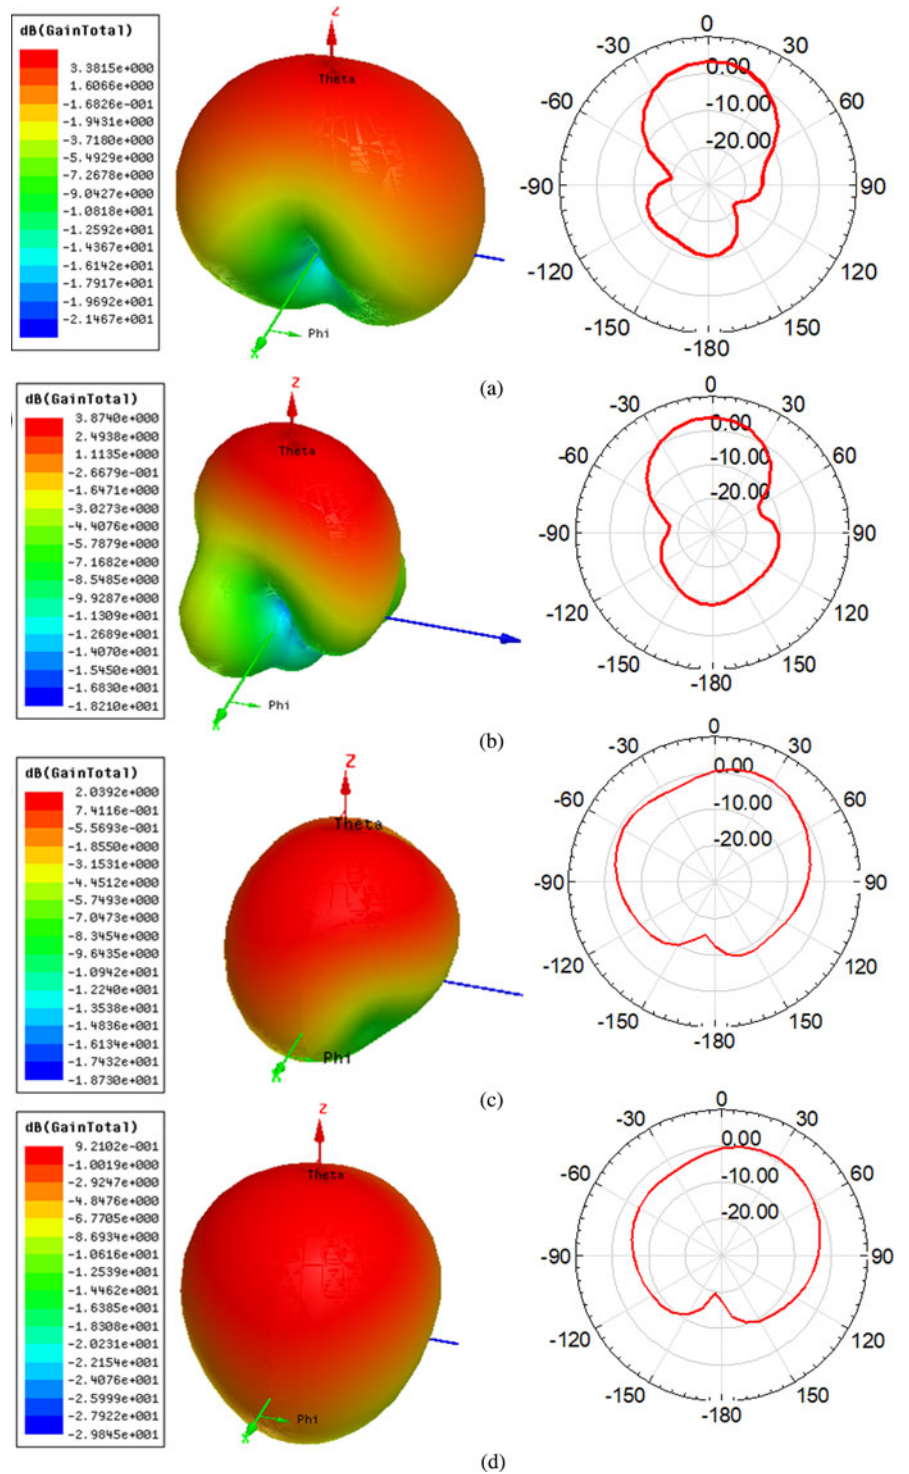 dB(GainTotal)
3.3815e+000
1.6066e+000
-1.6826e-001
-1.9431e+000
-3.7180e+000
-5.4929e+000
-7.2678e+000
-9.0427e+000
-1.0818e+001
-1.2592e+001
-1.4367e+001
-1.6142e+001
-1.7917e+001
-1.9692e+001
-2.1467e+001
Z
Theta
X
Phi
0
-30 30
-60 60
-90 90
-120 120
-150 150
-180
0.00
-10.00
-20.00
(a)
dB(GainTotal)
3.8740e+000
2.4938e+000
1.1135e+000
-2.6679e-001
-1.6471e+000
-3.0273e+000
-4.4076e+000
-5.7879e+000
-7.1682e+000
-8.5485e+000
-9.9287e+000
-1.1309e+001
-1.2689e+001
-1.4070e+001
-1.5450e+001
-1.6830e+001
-1.8210e+001
Z
Theta
X
Phi
0
-30 30
-60 60
-90 90
-120 120
-150 150
-180
0.00
-10.00
-20.00
(b)
dB(GainTotal)
2.0392e+000
7.4116e-001
-5.5693e-001
-1.8550e+000
-3.1531e+000
-4.4512e+000
-5.7493e+000
-7.0473e+000
-8.3454e+000
-9.6435e+000
-1.0942e+001
-1.2240e+001
-1.3538e+001
-1.4836e+001
-1.6134e+001
-1.7432e+001
-1.8730e+001
Z
Theta
X
Phi
0
-30 30
-60 60
-90 90
-120 120
-150 150
-180
0.00
-10.00
-20.00
(c)
dB(GainTotal)
9.2102e-001
-1.0019e+000
-2.9247e+000
-4.8476e+000
-6.7705e+000
-8.6934e+000
-1.0616e+001
-1.2539e+001
-1.4462e+001
-1.6385e+001
-1.8308e+001
-2.0231e+001
-2.2154e+001
-2.4076e+001
-2.5999e+001
-2.7922e+001
-2.9845e+001
Z
Theta
X
Phi
0
-30 30
-60 60
-90 90
-120 120
-150 150
-180
0.00
-10.00
-20.00
(d)